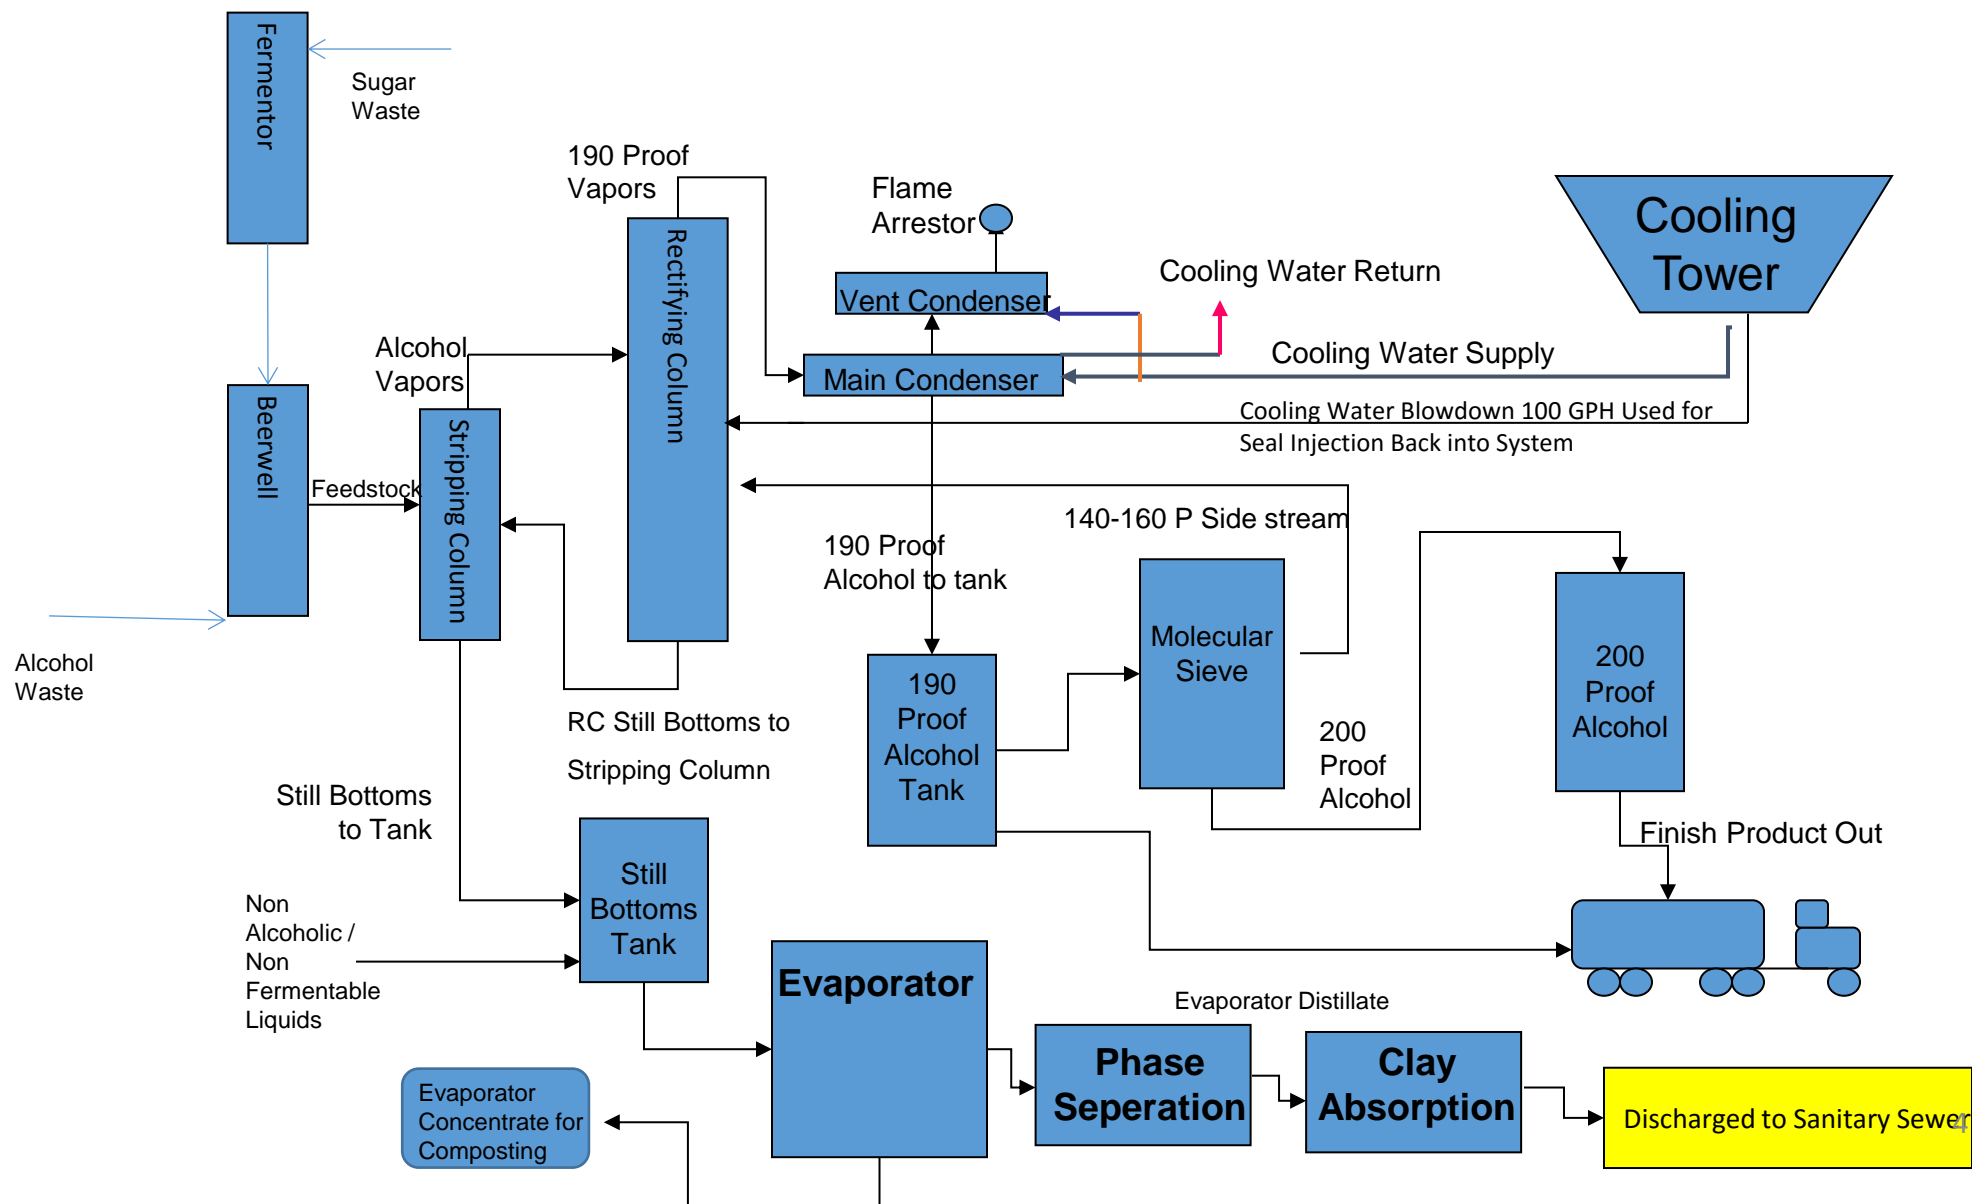 Fermentor
Sugar
Waste
190 Proof
Vapors
Flame
Arrestor
Cooling
Tower
Rectifying Column
Cooling Water Return
Vent Condenser
Alcohol
Vapors
Cooling Water Supply
Main Condenser
Beerwell
Stripping Column
Cooling Water Blowdown 100 GPH Used for
Seal Injection Back into System
Feedstock
140-160 P Side stream
190 Proof
Alcohol to tank
Molecular
Sieve
200
Proof
Alcohol
Alcohol
Waste
190
Proof
Alcohol
Tank
RC Still Bottoms to
Stripping Column
200
Proof
Alcohol
Still Bottoms
to Tank
Finish Product Out
Still
Bottoms
Tank
Non
Alcoholic /
Non
Fermentable
Liquids
Evaporator
Evaporator Distillate
Phase
Seperation
Clay
Absorption
Evaporator
Concentrate for
Composting
Discharged to Sanitary Sewer
4